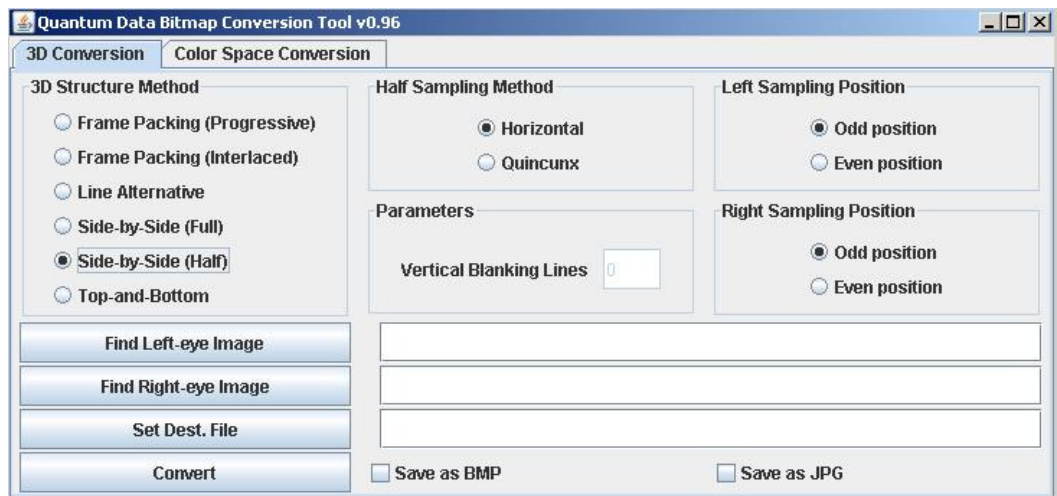 Quantum Data Bitmap Conversion Tool v0.96
3D Conversion
Color Space Conversion
3D Structure Method
Frame Packing (Progressive)
Frame Packing (Interlaced)
Line Alternative
Side-by-Side (Full)
Side-by-Side (Half)
Top-and-Bottom
Half Sampling Method
Horizontal
Quincunx
Parameters
Vertical Blanking Lines 0
Left Sampling Position
Odd position
Even position
Right Sampling Position
Odd position
Even position
Find Left-eye Image
Find Right-eye Image
Set Dest. File
Convert
Save as BMP
Save as JPG